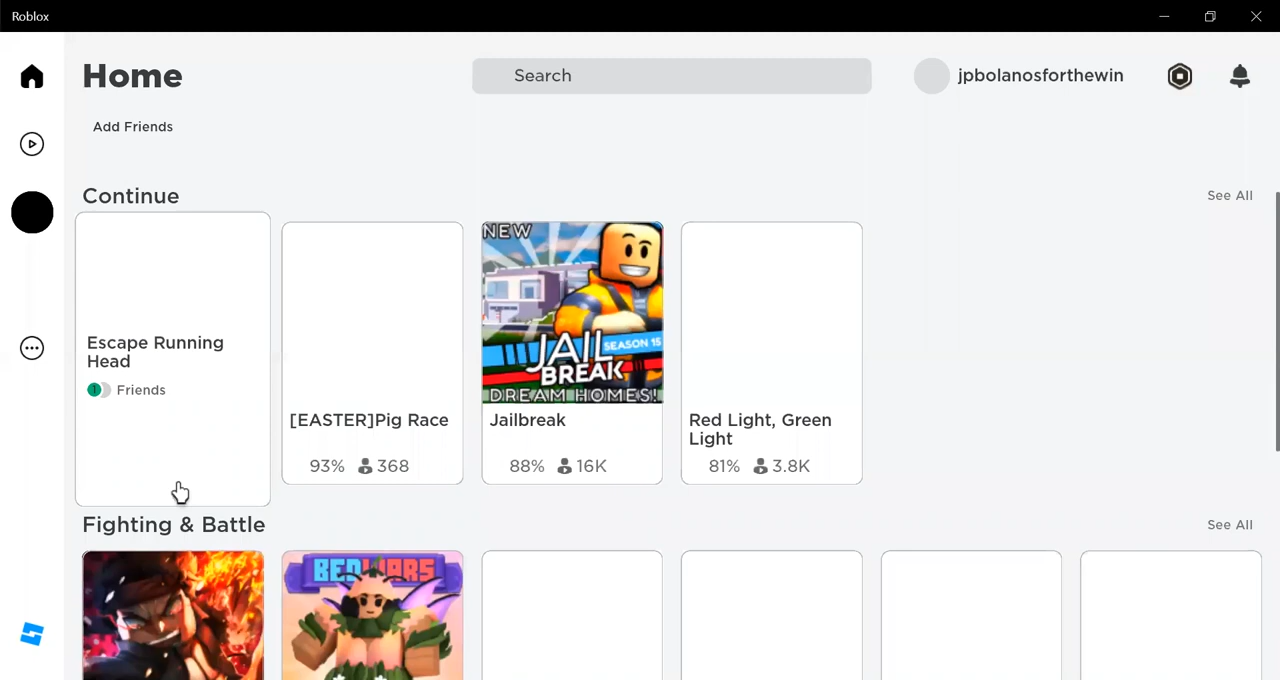 Roblox
Home
Search
jpbolanosforthewin
Add Friends
Continue
See All
Escape Running
Head
1 Friends
[EASTER]Pig Race
93% 368
NEW
JAIL
BREAK
SEASON 15
DREAM HOMES!
Jailbreak
88% 16K
Red Light, Green
Light
81% 3.8K
Fighting & Battle
See All
BEDWARS